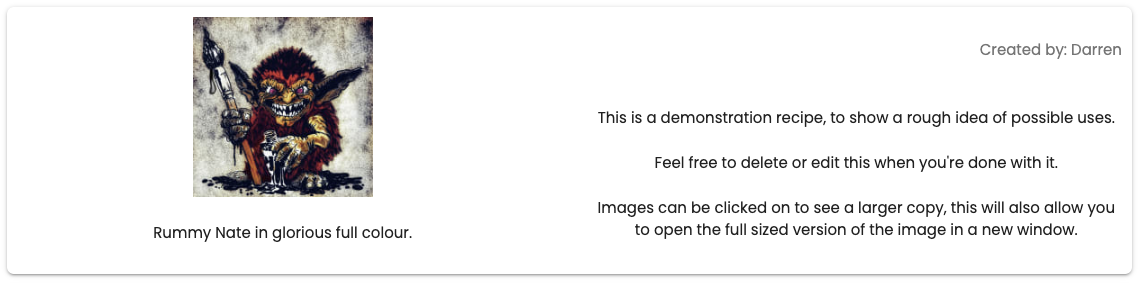 Created by: Darren
This is a demonstration recipe, to show a rough idea of possible uses.
Feel free to delete or edit this when you're done with it.
Images can be clicked on to see a larger copy, this will also allow you
to open the full sized version of the image in a new window.
Rummy Nate in glorious full colour.